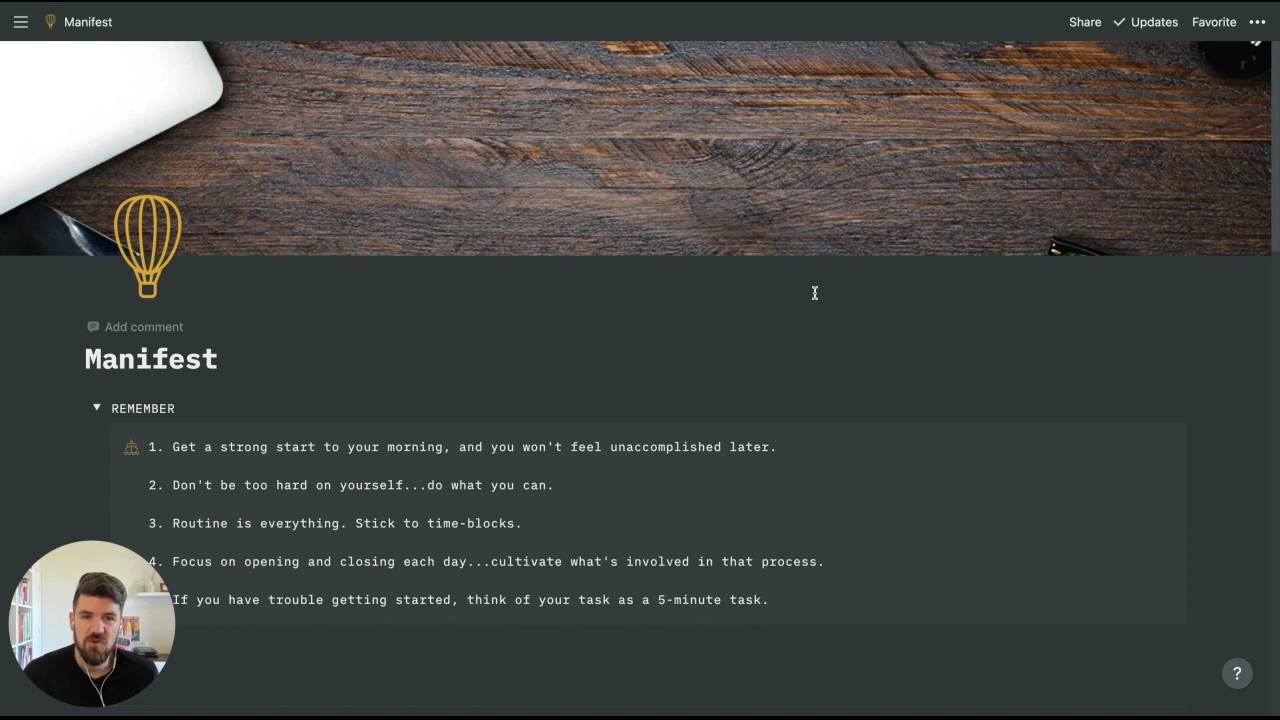 Manifest
Share
Updates
Favorite
Add comment
Manifest
REMEMBER
1. Get a strong start to your morning, and you won't feel unaccomplished later.
2. Don't be too hard on yourself...do what you can.
3. Routine is everything. Stick to time-blocks.
4. Focus on opening and closing each day...cultivate what's involved in that process.
If you have trouble getting started, think of your task as a 5-minute task.
?